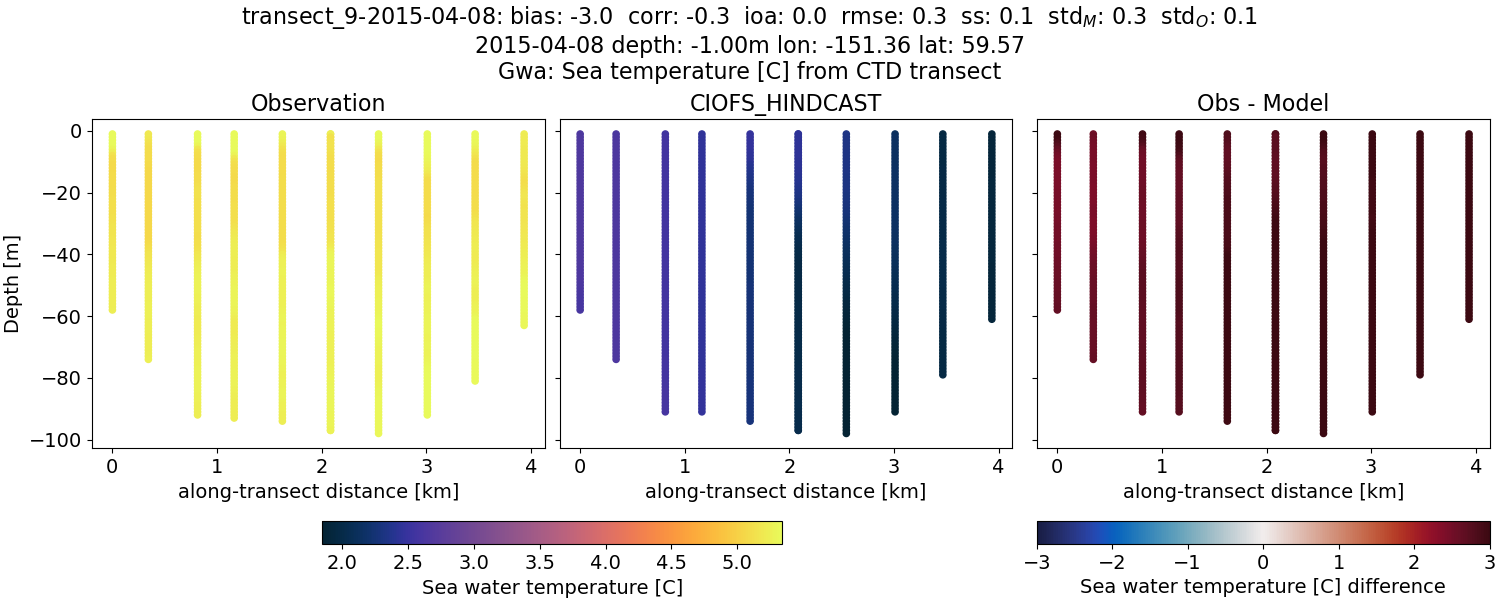 transect_9-2015-04-08: bias: -3.0 corr: -0.3 ioa: 0.0 rmse: 0.3 ss: 0.1 std_M: 0.3 std_O: 0.1
2015-04-08 depth: -1.00m lon: -151.36 lat: 59.57
Gwa: Sea temperature [C] from CTD transect
Observation
CIOFS_HINDCAST
Obs - Model
Depth [m]
0
−20
−40
−60
−80
−100
0 1 2 3 4
0 1 2 3 4
0 1 2 3 4
along-transect distance [km]
along-transect distance [km]
along-transect distance [km]
2.0 2.5 3.0 3.5 4.0 4.5 5.0
Sea water temperature [C]
−3 −2 −1 0 1 2 3
Sea water temperature [C] difference